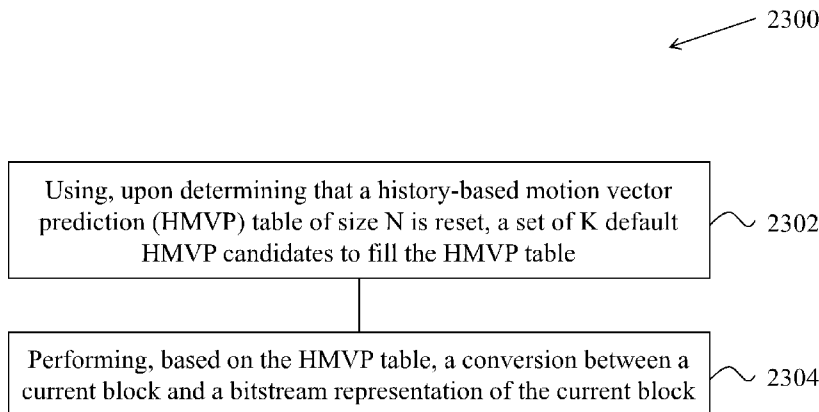 2300
Using, upon determining that a history-based motion vector
prediction (HMVP) table of size N is reset, a set of K default
HMVP candidates to fill the HMVP table
2302
Performing, based on the HMVP table, a conversion between a
current block and a bitstream representation of the current block
2304